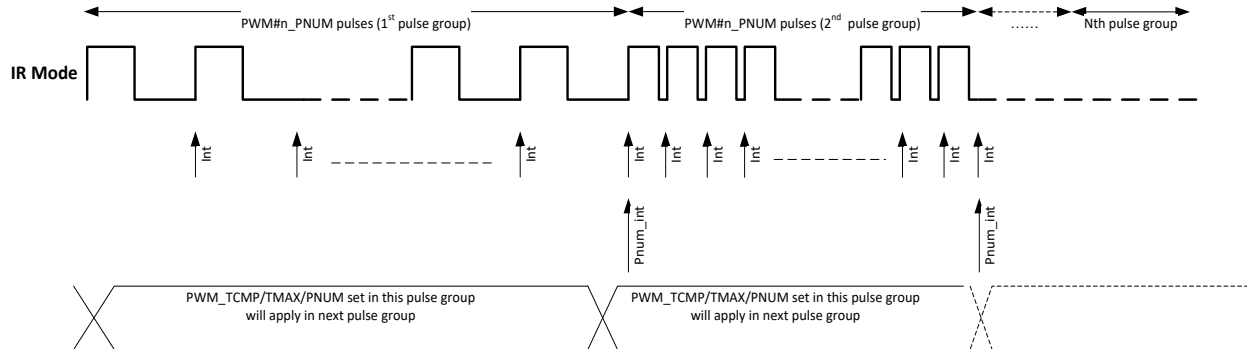 PWM#n_PNUM pulses (1st pulse group)
PWM#n_PNUM pulses (2nd pulse group)
......
Nth pulse group
IR Mode
Int
Int
Int
Int
Int
Int
Int
Int
Int
Int
Pnum_int
Pnum_int
PWM_TCMP/TMAX/PNUM set in this pulse group
will apply in next pulse group
PWM_TCMP/TMAX/PNUM set in this pulse group
will apply in next pulse group